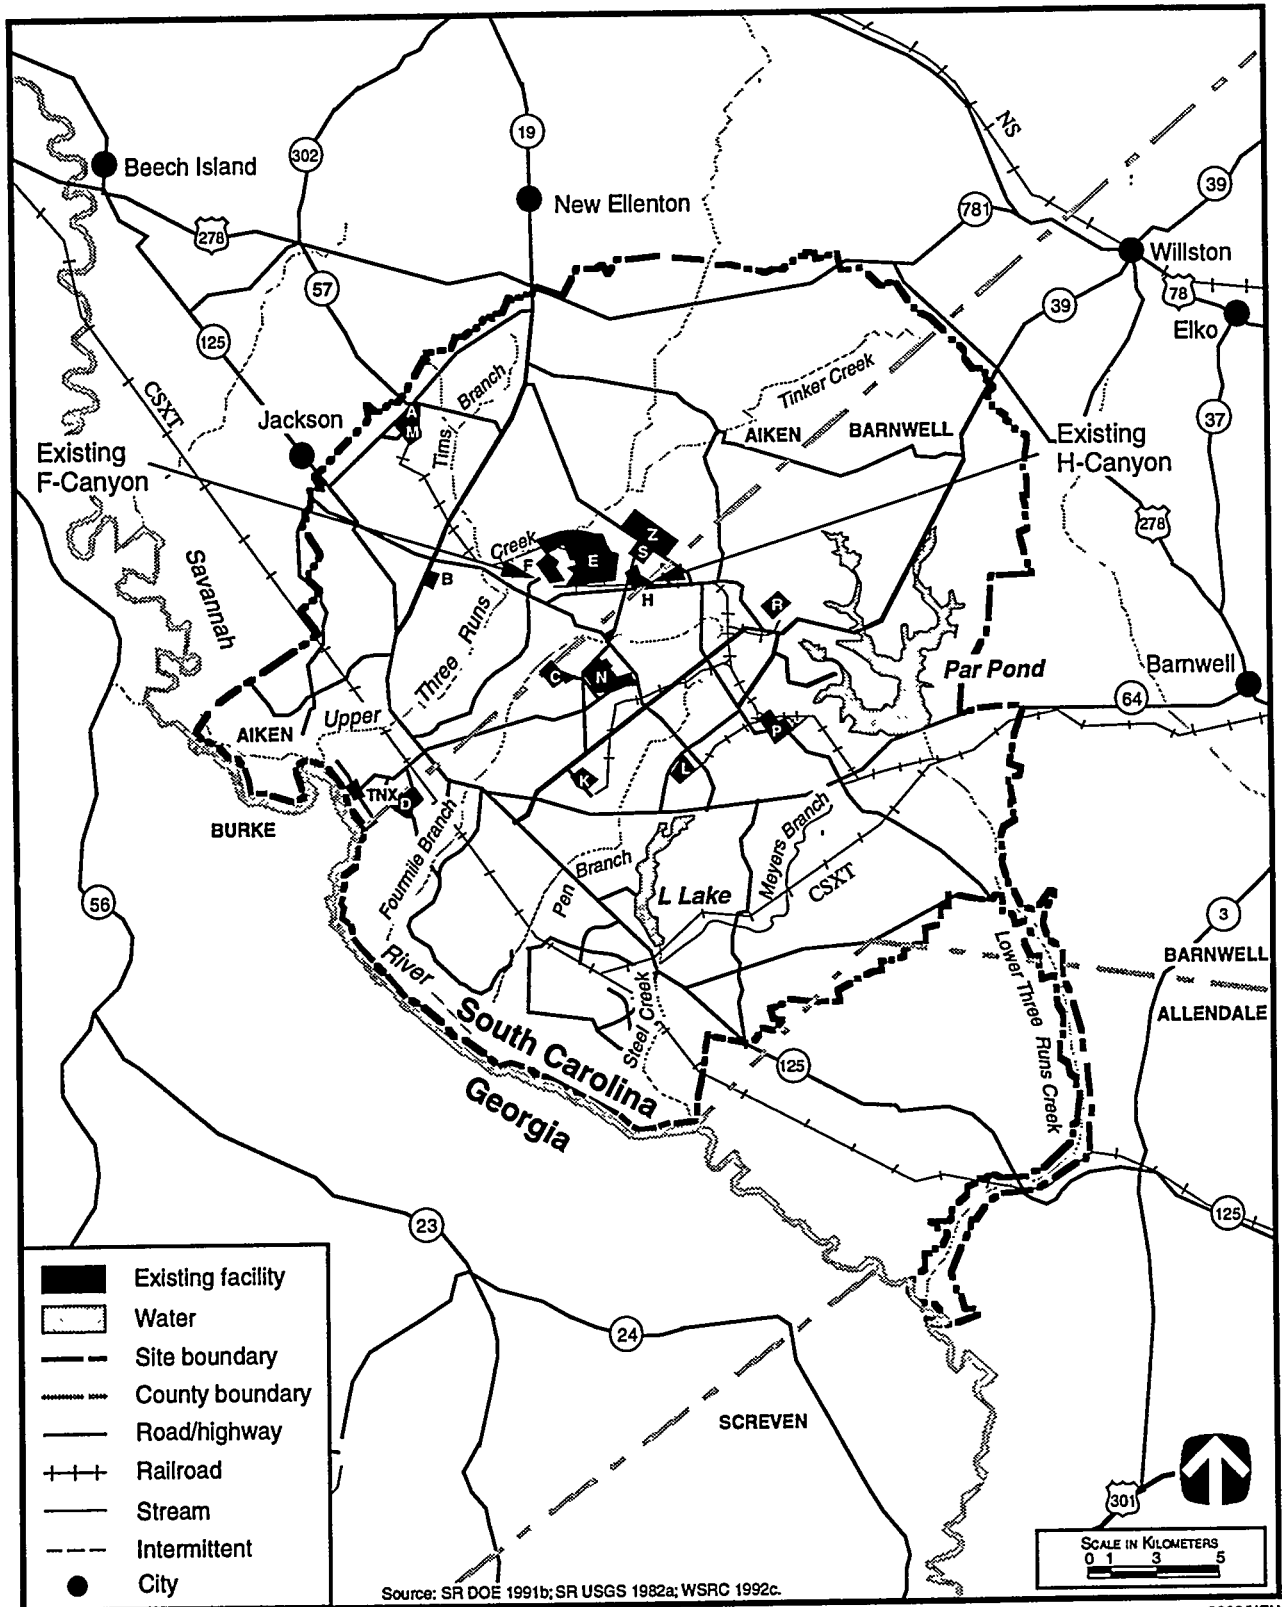 NS
19
302
Beech Island
39
New Ellenton
781
278
Willston
57
78
39
Elko
125
CSXT
Tims Branch
Tinker Creek
Jackson
A
M
37
AIKEN
BARNWELL
Existing
F-Canyon
Existing
H-Canyon
278
Z
S
Creek
F
E
B
H
Savannah
R
Three Runs
Par Pond
Barnwell
C
N
64
Upper
AIKEN
P
L
K
TNX
D
BURKE
Fourmile Branch
Meyers Branch
Pen Branch
L Lake
CSXT
56
3
BARNWELL
River
Lower Three Runs Creek
ALLENDALE
Steel Creek
South Carolina
125
Georgia
125
23
Existing facility
Water
24
Site boundary
County boundary
SCREVEN
Road/highway
Railroad
301
Stream
Intermittent
SCALE IN KILOMETERS
0 1 3 5
City
Source: SR DOE 1991b; SR USGS 1982a; WSRC 1992c.